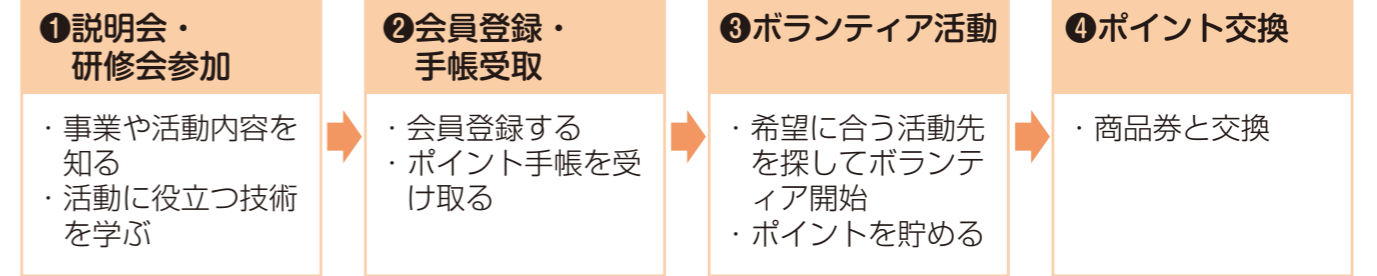 ❶説明会・
研修会参加
・事業や活動内容を
知る
・活動に役立つ技術
を学ぶ
❷会員登録・
手帳受取
・会員登録する
・ポイント手帳を受
け取る
❸ボランティア活動
・希望に合う活動先
を探してボランテ
ィア開始
・ポイントを貯める
❹ポイント交換
・商品券と交換